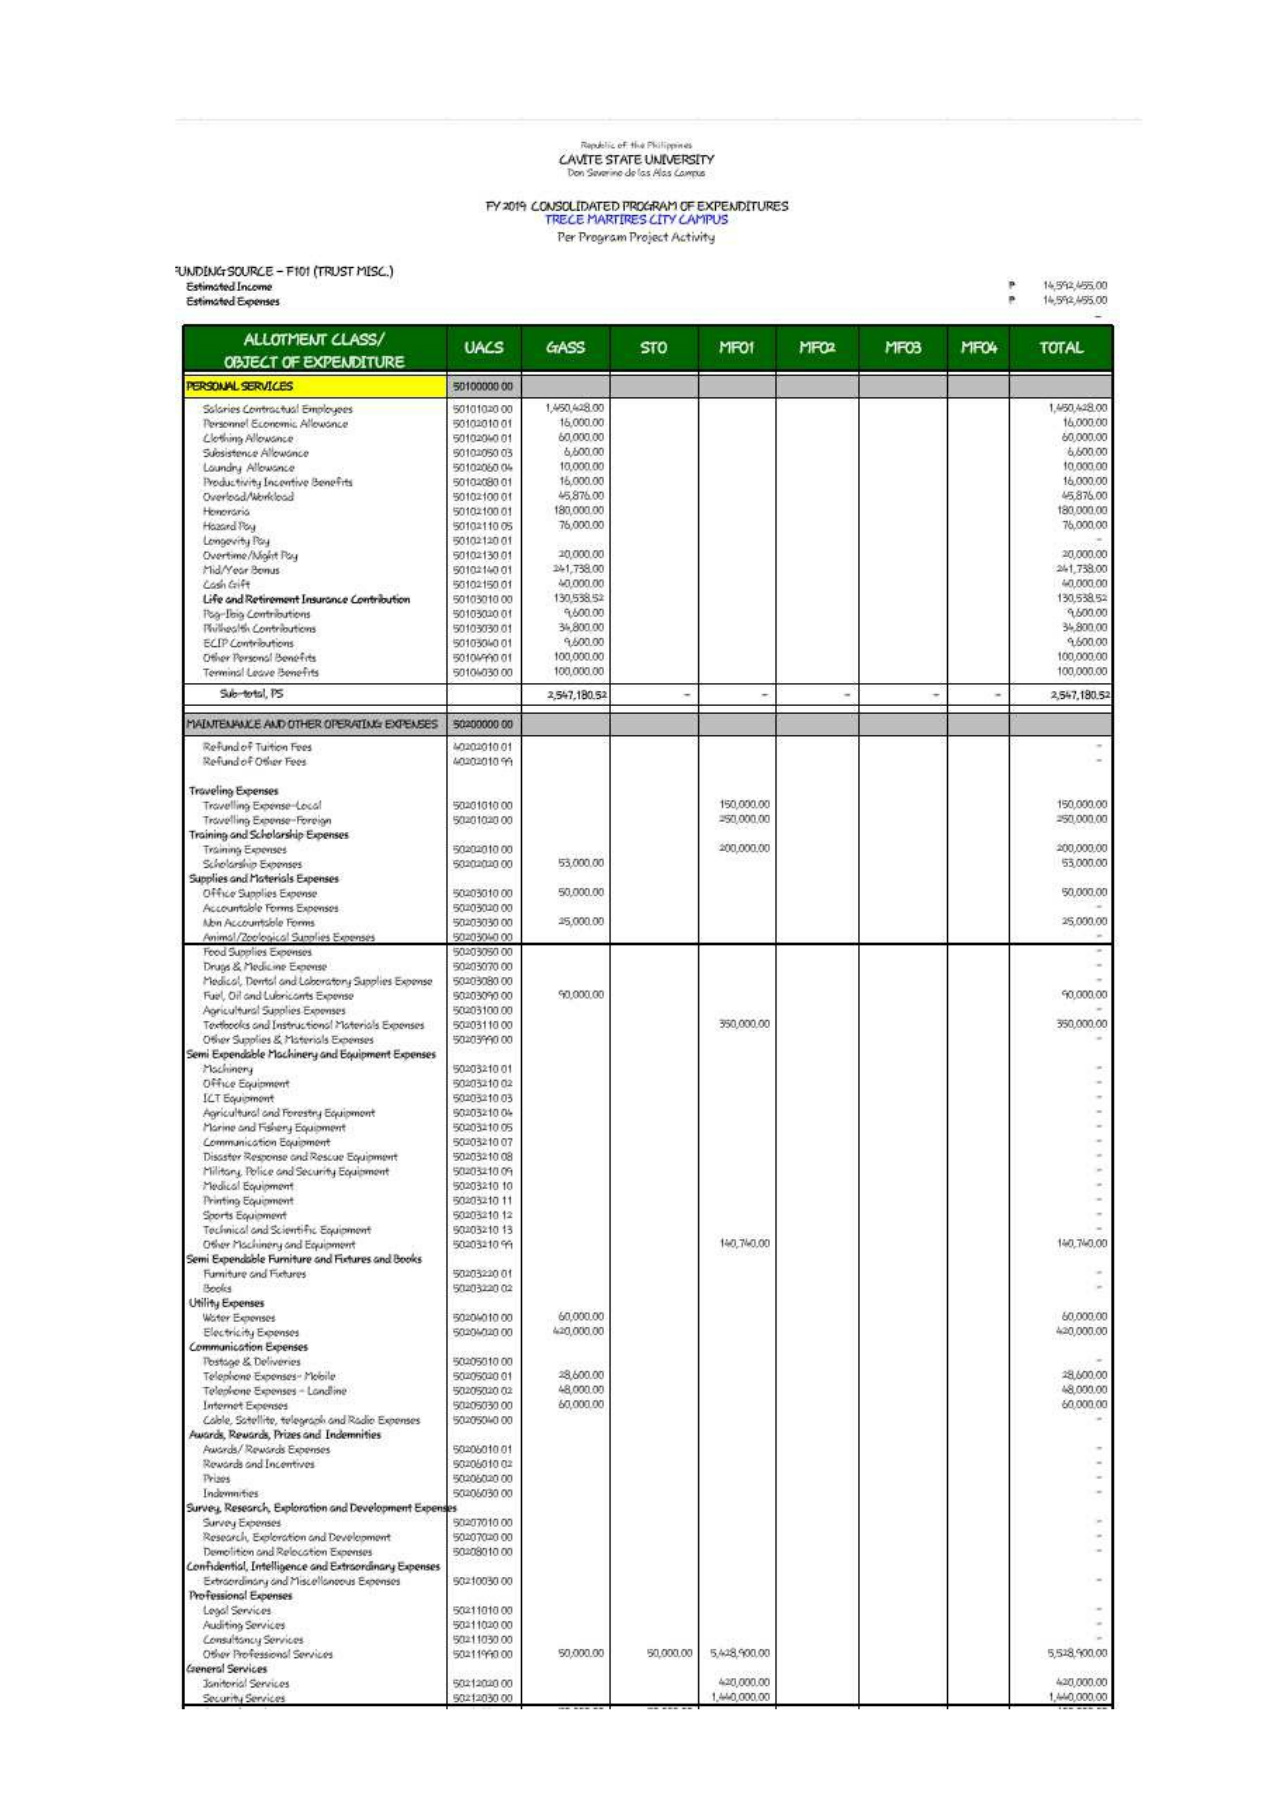 Republic of the Philippines
CAVITE STATE UNIVERSITY
Don Severino de las Alas Campus
FY 2019 CONSOLIDATED PROGRAM OF EXPENDITURES
TRECE MARTIRES CITY CAMPUS
Per Program Project Activity
FUNDING SOURCE - F101 (TRUST MISC.)
Estimated Income ₱ 14,592,455.00
Estimated Expenses ₱ 14,592,455.00
-
ALLOTMENT CLASS/ OBJECT OF EXPENDITURE UACS GASS STO MFO1 MFO2 MFO3 MFO4 TOTAL
PERSONAL SERVICES 50100000 00
Salaries Contractual Employees 50101020 00 1,450,428.00 1,450,428.00
Personnel Economic Allowance 50102010 01 16,000.00 16,000.00
Clothing Allowance 50102040 01 60,000.00 60,000.00
Subsistence Allowance 50102050 03 6,600.00 6,600.00
Laundry Allowance 50102060 04 10,000.00 10,000.00
Productivity Incentive Benefits 50102080 01 16,000.00 16,000.00
Overload/Workload 50102100 01 45,876.00 45,876.00
Honoraria 50102100 01 180,000.00 180,000.00
Hazard Pay 50102110 05 76,000.00 76,000.00
Longevity Pay 50102120 01 -
Overtime/Night Pay 50102130 01 20,000.00 20,000.00
Mid/Year Bonus 50102140 01 241,738.00 241,738.00
Cash Gift 50102150 01 40,000.00 40,000.00
Life and Retirement Insurance Contribution 50103010 00 130,538.52 130,538.52
Pag-Ibig Contributions 50103020 01 9,600.00 9,600.00
Philhealth Contributions 50103030 01 34,800.00 34,800.00
ECIP Contributions 50103040 01 9,600.00 9,600.00
Other Personal Benefits 50104990 01 100,000.00 100,000.00
Terminal Leave Benefits 50104030 00 100,000.00 100,000.00
Sub-total, PS 2,547,180.52 - - - - - 2,547,180.52
MAINTENANCE AND OTHER OPERATING EXPENSES 50200000 00
Refund of Tuition Fees 40202010 01 -
Refund of Other Fees 40202010 99 -
Traveling Expenses
Travelling Expense-Local 50201010 00 150,000.00 150,000.00
Travelling Expense-Foreign 50201020 00 250,000.00 250,000.00
Training and Scholarship Expenses
Training Expenses 50202010 00 200,000.00 200,000.00
Scholarship Expenses 50202020 00 53,000.00 53,000.00
Supplies and Materials Expenses
Office Supplies Expense 50203010 00 50,000.00 50,000.00
Accountable Forms Expenses 50203020 00 -
Non Accountable Forms 50203030 00 25,000.00 25,000.00
Animal/Zoological Supplies Expenses 50203040 00 -
Food Supplies Expenses 50203050 00 -
Drugs & Medicine Expense 50203070 00 -
Medical, Dental and Laboratory Supplies Expense 50203080 00 -
Fuel, Oil and Lubricants Expense 50203090 00 90,000.00 90,000.00
Agricultural Supplies Expenses 50203100 00 -
Textbooks and Instructional Materials Expenses 50203110 00 350,000.00 350,000.00
Other Supplies & Materials Expenses 50203990 00 -
Semi Expendable Machinery and Equipment Expenses
Machinery 50203210 01 -
Office Equipment 50203210 02 -
ICT Equipment 50203210 03 -
Agricultural and Forestry Equipment 50203210 04 -
Marine and Fishery Equipment 50203210 05 -
Communication Equipment 50203210 07 -
Disaster Response and Rescue Equipment 50203210 08 -
Military, Police and Security Equipment 50203210 09 -
Medical Equipment 50203210 10 -
Printing Equipment 50203210 11 -
Sports Equipment 50203210 12 -
Technical and Scientific Equipment 50203210 13 -
Other Machinery and Equipment 50203210 99 140,740.00 140,740.00
Semi Expendable Furniture and Fixtures and Books
Furniture and Fixtures 50203220 01 -
Books 50203220 02 -
Utility Expenses
Water Expenses 50204010 00 60,000.00 60,000.00
Electricity Expenses 50204020 00 420,000.00 420,000.00
Communication Expenses
Postage & Deliveries 50205010 00 -
Telephone Expenses- Mobile 50205020 01 28,600.00 28,600.00
Telephone Expenses - Landline 50205020 02 48,000.00 48,000.00
Internet Expenses 50205030 00 60,000.00 60,000.00
Cable, Satellite, telegraph and Radio Expenses 50205040 00 -
Awards, Rewards, Prizes and Indemnities
Awards/ Rewards Expenses 50206010 01 -
Rewards and Incentives 50206010 02 -
Prizes 50206020 00 -
Indemnities 50206030 00 -
Survey, Research, Exploration and Development Expenses
Survey Expenses 50207010 00 -
Research, Exploration and Development 50207020 00 -
Demolition and Relocation Expenses 50208010 00 -
Confidential, Intelligence and Extraordinary Expenses
Extraordinary and Miscellaneous Expenses 50210030 00 -
Professional Expenses
Legal Services 50211010 00 -
Auditing Services 50211020 00 -
Consultancy Services 50211030 00 -
Other Professional Services 50211990 00 50,000.00 50,000.00 5,428,900.00 5,528,900.00
General Services
Janitorial Services 50212020 00 420,000.00 420,000.00
Security Services 50212030 00 1,440,000.00 1,440,000.00